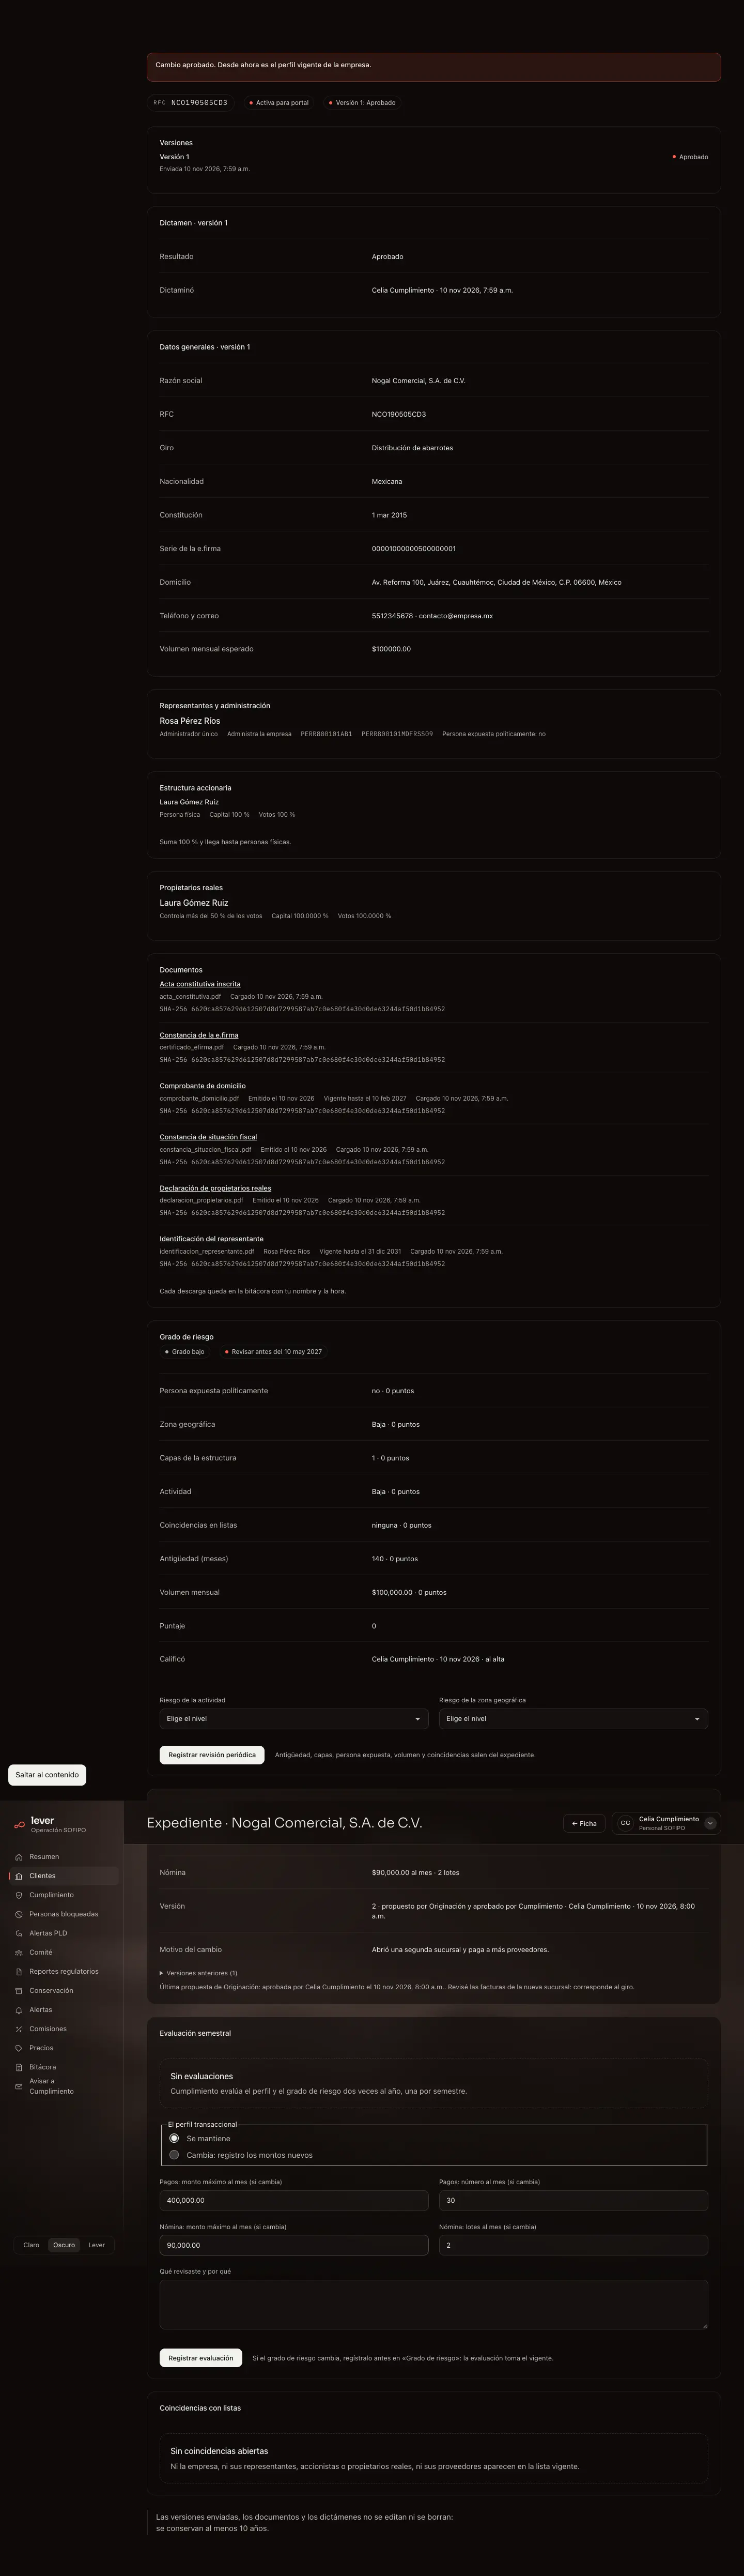 Cambio aprobado. Desde ahora es el perfil vigente de la empresa.
RFC NCO190505CD3 Activa para portal Versión 1: Aprobado
Versiones
Versión 1 Aprobado
Enviada 10 nov 2026, 7:59 a.m.
Dictamen · versión 1
Resultado Aprobado
Dictaminó Celia Cumplimiento · 10 nov 2026, 7:59 a.m.
Datos generales · versión 1
Razón social Nogal Comercial, S.A. de C.V.
RFC NCO190505CD3
Giro Distribución de abarrotes
Nacionalidad Mexicana
Constitución 1 mar 2015
Serie de la e.firma 00001000000500000001
Domicilio Av. Reforma 100, Juárez, Cuauhtémoc, Ciudad de México, C.P. 06600, México
Teléfono y correo 5512345678 · contacto@empresa.mx
Volumen mensual esperado $100000.00
Representantes y administración
Rosa Pérez Ríos
Administrador único Administra la empresa PERR800101AB1 PERR800101MDFRSS09 Persona expuesta políticamente: no
Estructura accionaria
Laura Gómez Ruiz
Persona física Capital 100 % Votos 100 %
Suma 100 % y llega hasta personas físicas.
Propietarios reales
Laura Gómez Ruiz
Controla más del 50 % de los votos Capital 100.0000 % Votos 100.0000 %
Documentos
Acta constitutiva inscrita
acta_constitutiva.pdf Cargado 10 nov 2026, 7:59 a.m.
SHA-256 6620ca857629d612507d8d7299587ab7c0e680f4e30d0de63244af50d1b84952
Constancia de la e.firma
certificado_efirma.pdf Cargado 10 nov 2026, 7:59 a.m.
SHA-256 6620ca857629d612507d8d7299587ab7c0e680f4e30d0de63244af50d1b84952
Comprobante de domicilio
comprobante_domicilio.pdf Emitido el 10 nov 2026 Vigente hasta el 10 feb 2027 Cargado 10 nov 2026, 7:59 a.m.
SHA-256 6620ca857629d612507d8d7299587ab7c0e680f4e30d0de63244af50d1b84952
Constancia de situación fiscal
constancia_situacion_fiscal.pdf Emitido el 10 nov 2026 Cargado 10 nov 2026, 7:59 a.m.
SHA-256 6620ca857629d612507d8d7299587ab7c0e680f4e30d0de63244af50d1b84952
Declaración de propietarios reales
declaracion_propietarios.pdf Emitido el 10 nov 2026 Cargado 10 nov 2026, 7:59 a.m.
SHA-256 6620ca857629d612507d8d7299587ab7c0e680f4e30d0de63244af50d1b84952
Identificación del representante
identificacion_representante.pdf Rosa Pérez Ríos Vigente hasta el 31 dic 2031 Cargado 10 nov 2026, 7:59 a.m.
SHA-256 6620ca857629d612507d8d7299587ab7c0e680f4e30d0de63244af50d1b84952
Cada descarga queda en la bitácora con tu nombre y la hora.
Grado de riesgo
Grado bajo Revisar antes del 10 may 2027
Persona expuesta políticamente no · 0 puntos
Zona geográfica Baja · 0 puntos
Capas de la estructura 1 · 0 puntos
Actividad Baja · 0 puntos
Coincidencias en listas ninguna · 0 puntos
Antigüedad (meses) 140 · 0 puntos
Volumen mensual $100,000.00 · 0 puntos
Puntaje 0
Calificó Celia Cumplimiento · 10 nov 2026 · al alta
Riesgo de la actividad Riesgo de la zona geográfica
Elige el nivel Elige el nivel
Registrar revisión periódica Antigüedad, capas, persona expuesta, volumen y coincidencias salen del expediente.
Saltar al contenido
lever
Operación SOFIPO
Resumen
Clientes
Cumplimiento
Personas bloqueadas
Alertas PLD
Comité
Reportes regulatorios
Conservación
Alertas
Comisiones
Precios
Bitácora
Avisar a
Cumplimiento
Claro Oscuro Lever
Expediente · Nogal Comercial, S.A. de C.V.
← Ficha
CC Celia Cumplimiento
Personal SOFIPO
Nómina $90,000.00 al mes · 2 lotes
Versión 2 · propuesto por Originación y aprobado por Cumplimiento · Celia Cumplimiento · 10 nov 2026, 8:00
a.m.
Motivo del cambio Abrió una segunda sucursal y paga a más proveedores.
Versiones anteriores (1)
Última propuesta de Originación: aprobada por Celia Cumplimiento el 10 nov 2026, 8:00 a.m.. Revisé las facturas de la nueva sucursal: corresponde al giro.
Evaluación semestral
Sin evaluaciones
Cumplimiento evalúa el perfil y el grado de riesgo dos veces al año, una por semestre.
El perfil transaccional
Se mantiene
Cambia: registro los montos nuevos
Pagos: monto máximo al mes (si cambia) Pagos: número al mes (si cambia)
400,000.00 30
Nómina: monto máximo al mes (si cambia) Nómina: lotes al mes (si cambia)
90,000.00 2
Qué revisaste y por qué
Registrar evaluación Si el grado de riesgo cambia, regístralo antes en «Grado de riesgo»: la evaluación toma el vigente.
Coincidencias con listas
Sin coincidencias abiertas
Ni la empresa, ni sus representantes, accionistas o propietarios reales, ni sus proveedores aparecen en la lista vigente.
Las versiones enviadas, los documentos y los dictámenes no se editan ni se borran:
se conservan al menos 10 años.